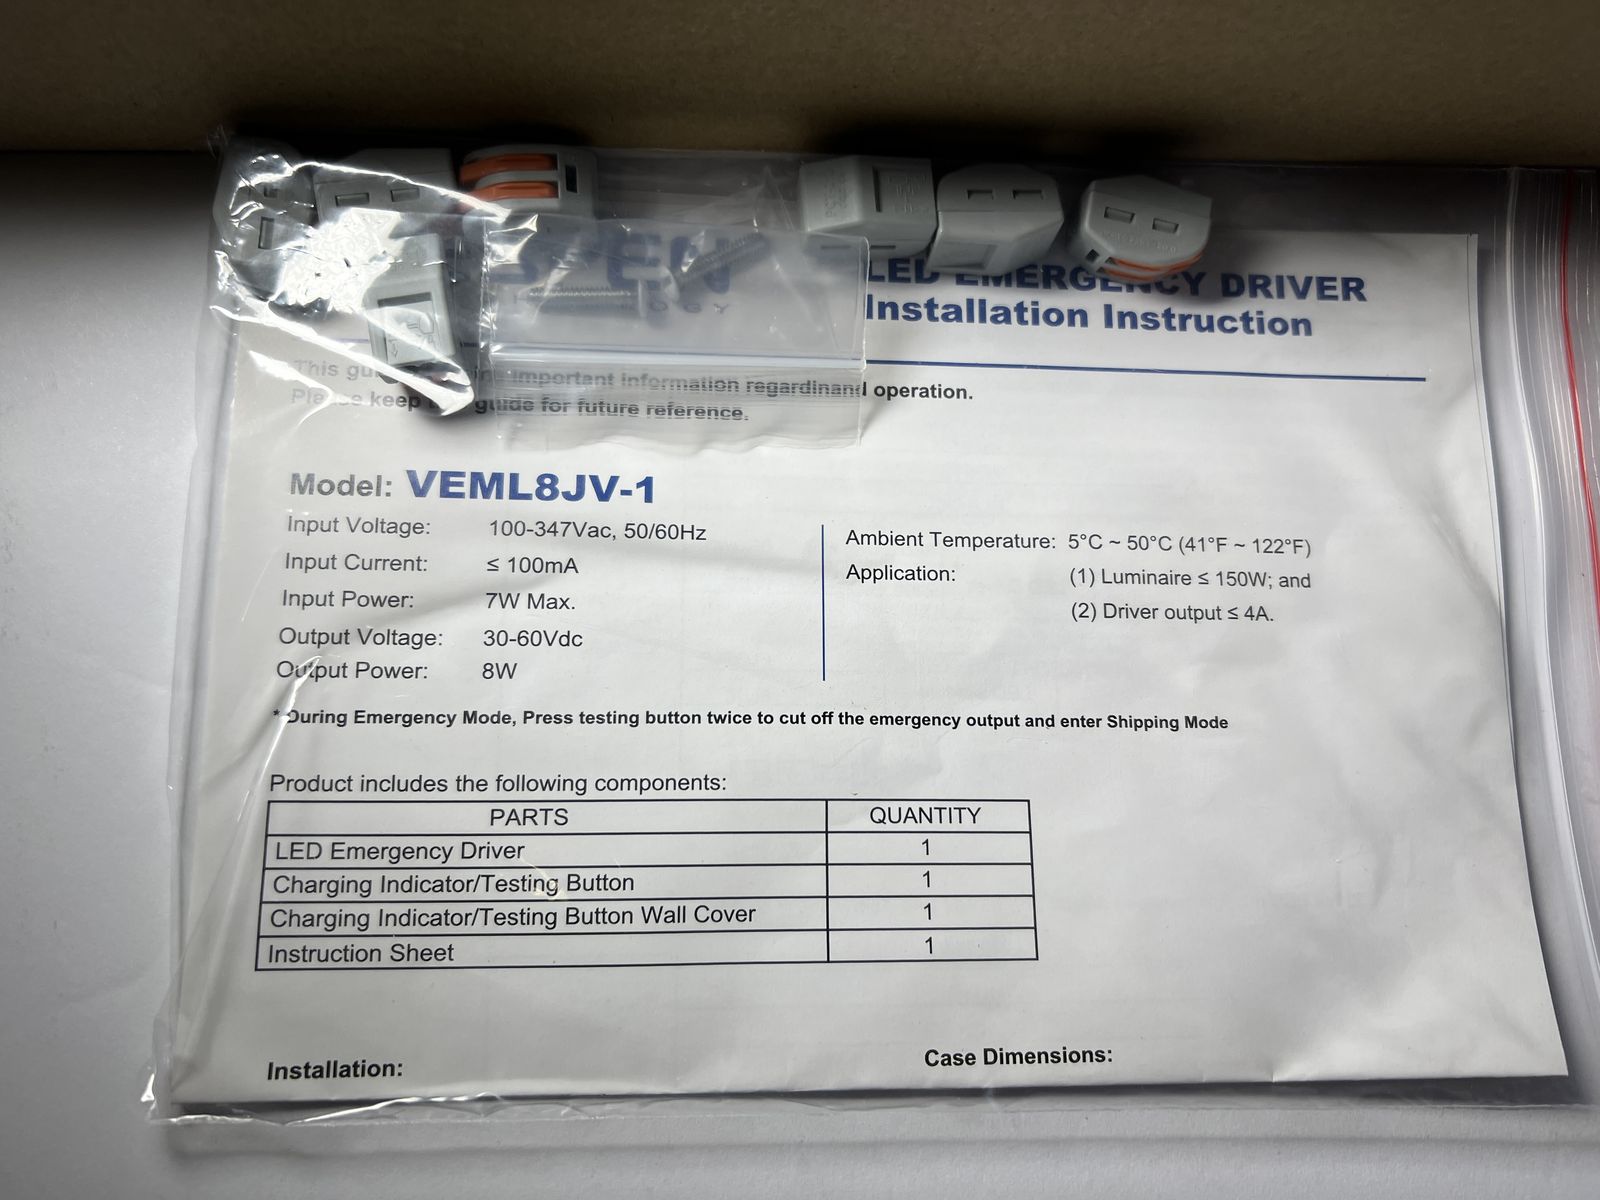 LED EMERGENCY DRIVER
Installation Instruction
This important information regardinand operation.
Please keep guide for future reference.
Model: VEML8JV-1
Input Voltage: 100-347Vac, 50/60Hz
Input Current: ≤ 100mA
Input Power: 7W Max.
Output Voltage: 30-60Vdc
Output Power: 8W
Ambient Temperature: 5°C ~ 50°C (41°F ~ 122°F)
Application: (1) Luminaire ≤ 150W; and
(2) Driver output ≤ 4A.
* During Emergency Mode, Press testing button twice to cut off the emergency output and enter Shipping Mode
Product includes the following components:
PARTS QUANTITY
LED Emergency Driver 1
Charging Indicator/Testing Button 1
Charging Indicator/Testing Button Wall Cover 1
Instruction Sheet 1
Installation:
Case Dimensions: